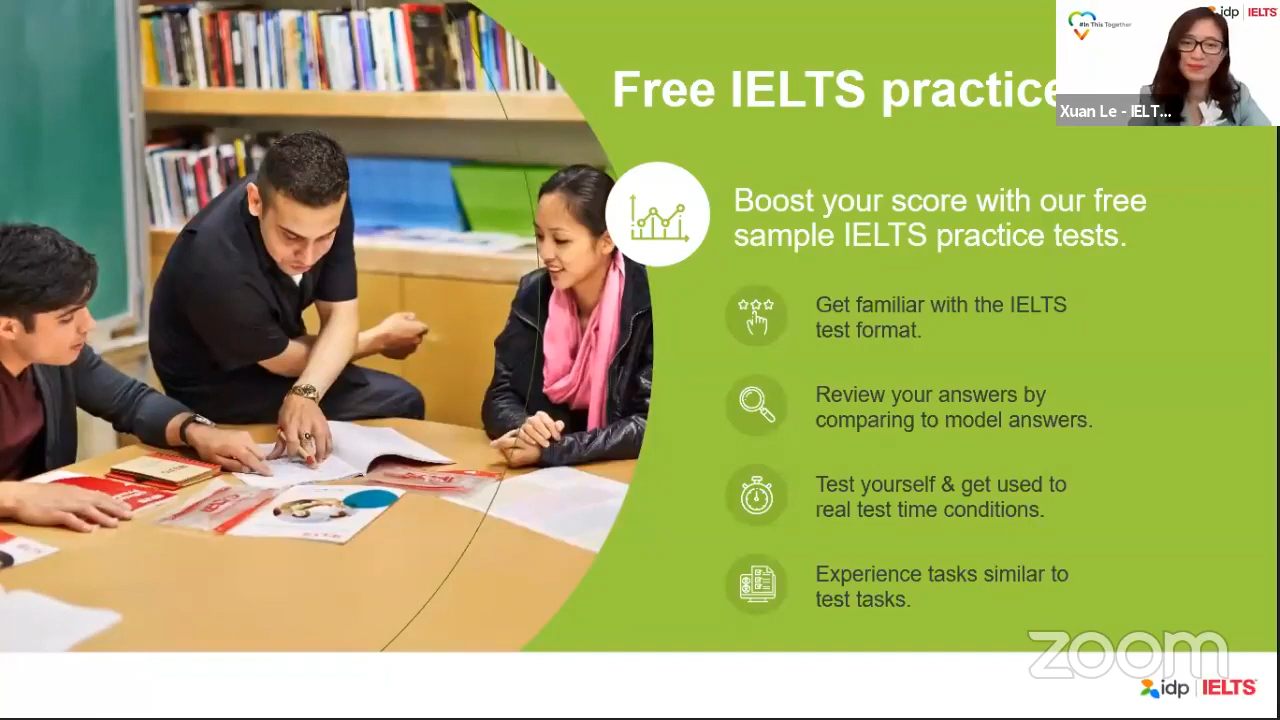 Free IELTS practice
#In This Together
idp IELTS
Xuan Le - IELT...
Boost your score with our free
sample IELTS practice tests.
Get familiar with the IELTS
test format.
Review your answers by
comparing to model answers.
Test yourself & get used to
real test time conditions.
Experience tasks similar to
test tasks.
zoom
idp | IELTS